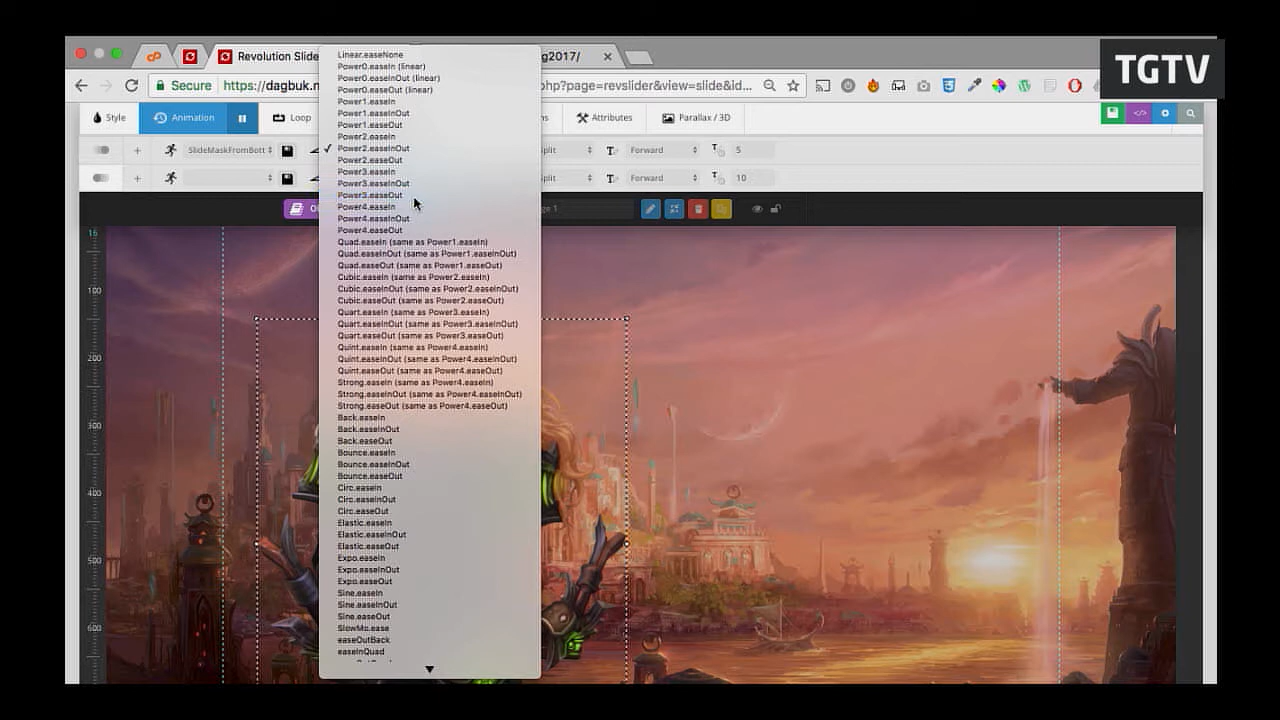 TGTV
Revolution Slide
g2017/
Secure
https://dagbuk.n
php?page=revslider&view=slide&id...
Style
Animation
Loop
ns
Attributes
Parallax / 3D
SlideMaskFromBott
plit
Forward
5
plit
Forward
10
ge 1
16
100
200
300
400
500
600
Linear.easeNone
Power0.easeIn (linear)
Power0.easeInOut (linear)
Power0.easeOut (linear)
Power1.easeIn
Power1.easeInOut
Power1.easeOut
Power2.easeIn
Power2.easeInOut
Power2.easeOut
Power3.easeIn
Power3.easeInOut
Power3.easeOut
Power4.easeIn
Power4.easeInOut
Power4.easeOut
Quad.easeIn (same as Power1.easeIn)
Quad.easeInOut (same as Power1.easeInOut)
Quad.easeOut (same as Power1.easeOut)
Cubic.easeIn (same as Power2.easeIn)
Cubic.easeInOut (same as Power2.easeInOut)
Cubic.easeOut (same as Power2.easeOut)
Quart.easeIn (same as Power3.easeIn)
Quart.easeInOut (same as Power3.easeInOut)
Quart.easeOut (same as Power3.easeOut)
Quint.easeIn (same as Power4.easeIn)
Quint.easeInOut (same as Power4.easeInOut)
Quint.easeOut (same as Power4.easeOut)
Strong.easeIn (same as Power4.easeIn)
Strong.easeInOut (same as Power4.easeInOut)
Strong.easeOut (same as Power4.easeOut)
Back.easeIn
Back.easeInOut
Back.easeOut
Bounce.easeIn
Bounce.easeInOut
Bounce.easeOut
Circ.easeIn
Circ.easeInOut
Circ.easeOut
Elastic.easeIn
Elastic.easeInOut
Elastic.easeOut
Expo.easeIn
Expo.easeInOut
Expo.easeOut
Sine.easeIn
Sine.easeInOut
Sine.easeOut
SlowMo.ease
easeOutBack
easeInQuad